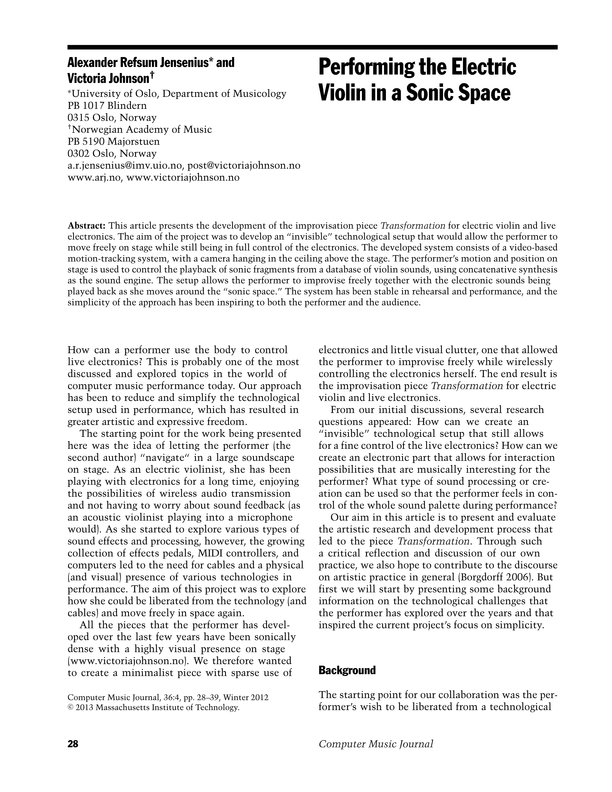 Alexander Refsum Jensenius* and
Victoria Johnson†
*University of Oslo, Department of Musicology
PB 1017 Blindern
0315 Oslo, Norway
†Norwegian Academy of Music
PB 5190 Majorstuen
0302 Oslo, Norway
a.r.jensenius@imv.uio.no, post@victoriajohnson.no
www.arj.no, www.victoriajohnson.no
Performing the Electric
Violin in a Sonic Space
Abstract: This article presents the development of the improvisation piece Transformation for electric violin and live
electronics. The aim of the project was to develop an “invisible” technological setup that would allow the performer to
move freely on stage while still being in full control of the electronics. The developed system consists of a video-based
motion-tracking system, with a camera hanging in the ceiling above the stage. The performer’s motion and position on
stage is used to control the playback of sonic fragments from a database of violin sounds, using concatenative synthesis
as the sound engine. The setup allows the performer to improvise freely together with the electronic sounds being
played back as she moves around the “sonic space.” The system has been stable in rehearsal and performance, and the
simplicity of the approach has been inspiring to both the performer and the audience.
How can a performer use the body to control
live electronics? This is probably one of the most
discussed and explored topics in the world of
computer music performance today. Our approach
has been to reduce and simplify the technological
setup used in performance, which has resulted in
greater artistic and expressive freedom.
The starting point for the work being presented
here was the idea of letting the performer (the
second author) “navigate“ in a large soundscape
on stage. As an electric violinist, she has been
playing with electronics for a long time, enjoying
the possibilities of wireless audio transmission
and not having to worry about sound feedback (as
an acoustic violinist playing into a microphone
would). As she started to explore various types of
sound effects and processing, however, the growing
collection of effects pedals, MIDI controllers, and
computers led to the need for cables and a physical
(and visual) presence of various technologies in
performance. The aim of this project was to explore
how she could be liberated from the technology (and
cables) and move freely in space again.
All the pieces that the performer has devel-
oped over the last few years have been sonically
dense with a highly visual presence on stage
(www.victoriajohnson.no). We therefore wanted
to create a minimalist piece with sparse use of
Computer Music Journal, 36:4, pp. 28–39, Winter 2012
© 2013 Massachusetts Institute of Technology.
electronics and little visual clutter, one that allowed
the performer to improvise freely while wirelessly
controlling the electronics herself. The end result is
the improvisation piece Transformation for electric
violin and live electronics.
From our initial discussions, several research
questions appeared: How can we create an
“invisible” technological setup that still allows
for a fine control of the live electronics? How can we
create an electronic part that allows for interaction
possibilities that are musically interesting for the
performer? What type of sound processing or cre-
ation can be used so that the performer feels in con-
trol of the whole sound palette during performance?
Our aim in this article is to present and evaluate
the artistic research and development process that
led to the piece Transformation. Through such
a critical reflection and discussion of our own
practice, we also hope to contribute to the discourse
on artistic practice in general (Borgdorff 2006). But
first we will start by presenting some background
information on the technological challenges that
the performer has explored over the years and that
inspired the current project’s focus on simplicity.
Background
The starting point for our collaboration was the per-
former’s wish to be liberated from a technological
28
Computer Music Journal